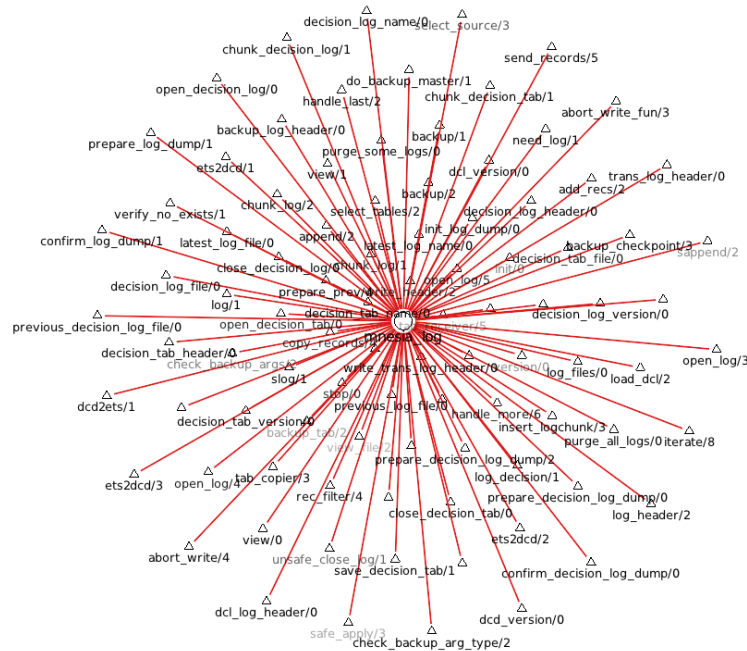 decision_log_name/0
select_source/3
chunk_decision_log/1
send_records/5
do_backup_master/1
open_decision_log/0
handle_last/2
chunk_decision_tab/1
abort_write_fun/3
backup_log_header/0
backup/1
need_log/1
prepare_log_dump/1
purge_some_logs/0
ets2dcd/1
view/1
dcl_version/0
trans_log_header/0
add_recs/2
backup/2
chunk_log/2
select_tables/2
decision_log_header/0
verify_no_exists/1
init_log_dump/0
confirm_log_dump/1
latest_log_file/0
append/2
latest_log_name/0
backup_checkpoint/3
sappend/2
decision_tab_file/0
close_decision_log/0
chunk_log/1
init/0
open_log/5
decision_log_file/0
prepare_prev/4
write_header/2
log/1
decision_tab_name/0
decision_log_version/0
previous_decision_log_file/0
open_decision_tab/0
tab_receiver/5
mnesia_log
copy_records/2
decision_tab_header/0
open_log/3
check_backup_args/2
write_trans_log_header/0
version/0
log_files/0
load_dcl/2
slog/1
stop/0
dcd2ets/1
previous_log_file/0
handle_more/6
decision_tab_version/0
insert_logchunk/3
backup_tab/2
purge_all_logs/0
iterate/8
view_file/2
prepare_decision_log_dump/2
ets2dcd/3
open_log/4
tab_copier/3
log_decision/1
rec_filter/4
prepare_decision_log_dump/0
close_decision_tab/0
log_header/2
view/0
ets2dcd/2
abort_write/4
unsafe_close_log/1
save_decision_tab/1
confirm_decision_log_dump/0
dcl_log_header/0
dcd_version/0
safe_apply/3
check_backup_arg_type/2